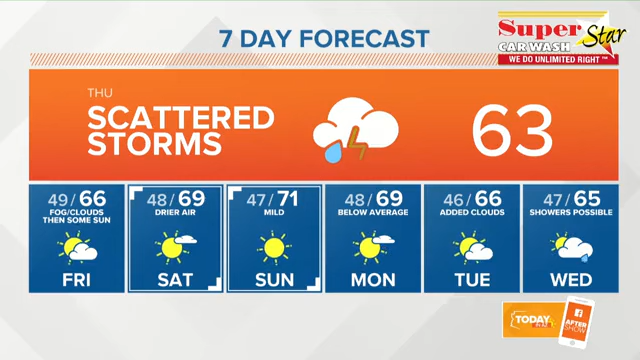 7 DAY FORECAST
Super Star
CAR WASH
WE DO UNLIMITED RIGHT™
THU
SCATTERED
STORMS
63
49/66
FOG/CLOUDS
THEN SOME SUN
FRI
48/69
DRIER AIR
SAT
47/71
MILD
SUN
48/69
BELOW AVERAGE
MON
46/66
ADDED CLOUDS
TUE
47/65
SHOWERS POSSIBLE
WED
TODAY
AFTER
SHOW